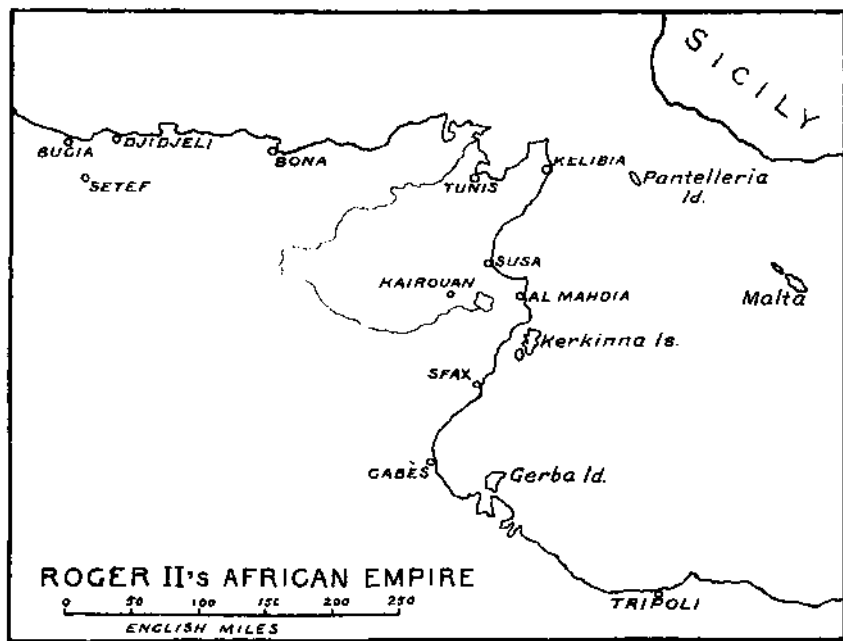 SICILY
BUGIA
DJIDJELI
BONA
SETEF
TUNIS
KELIBIA
Pantelleria
Id.
SUSA
KAIROUAN
AL MAHDIA
Malta
Kerkinna Is.
SFAX
GABÈS
Gerba Id.
TRIPOLI
ROGER II's AFRICAN EMPIRE
0 50 100 150 200 250
ENGLISH MILES